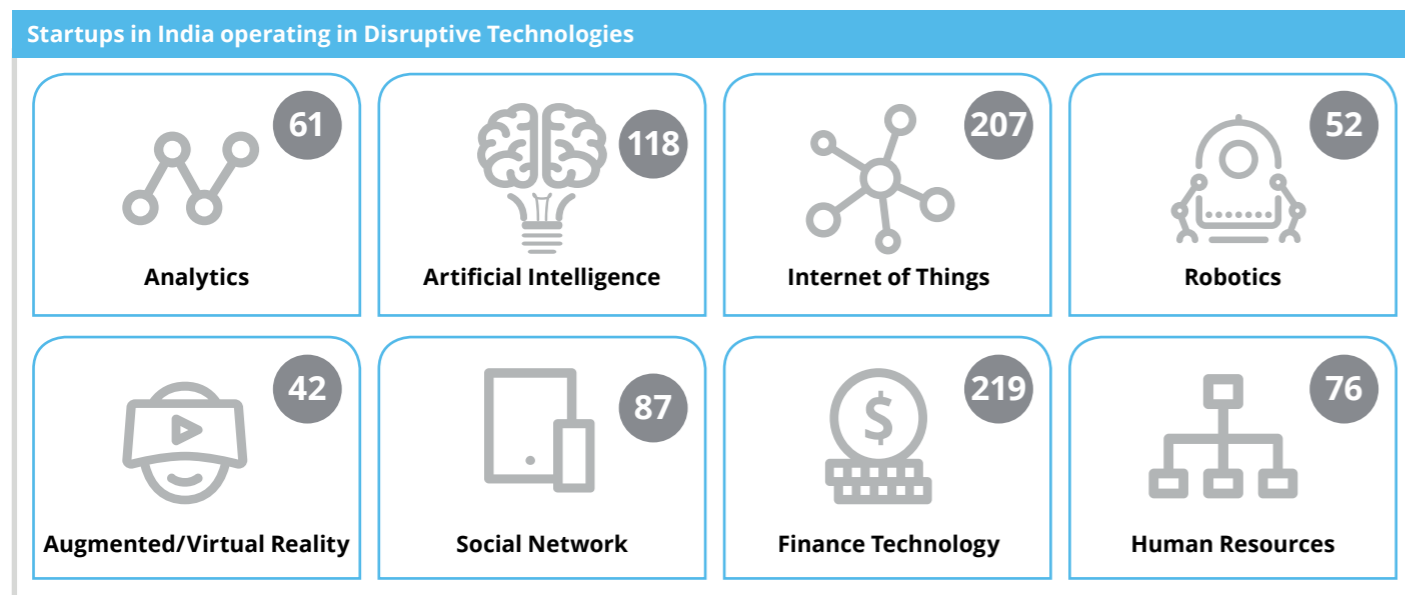 Startups in India operating in Disruptive Technologies
61
Analytics
118
Artificial Intelligence
207
Internet of Things
52
Robotics
42
Augmented/Virtual Reality
87
Social Network
$
219
Finance Technology
76
Human Resources